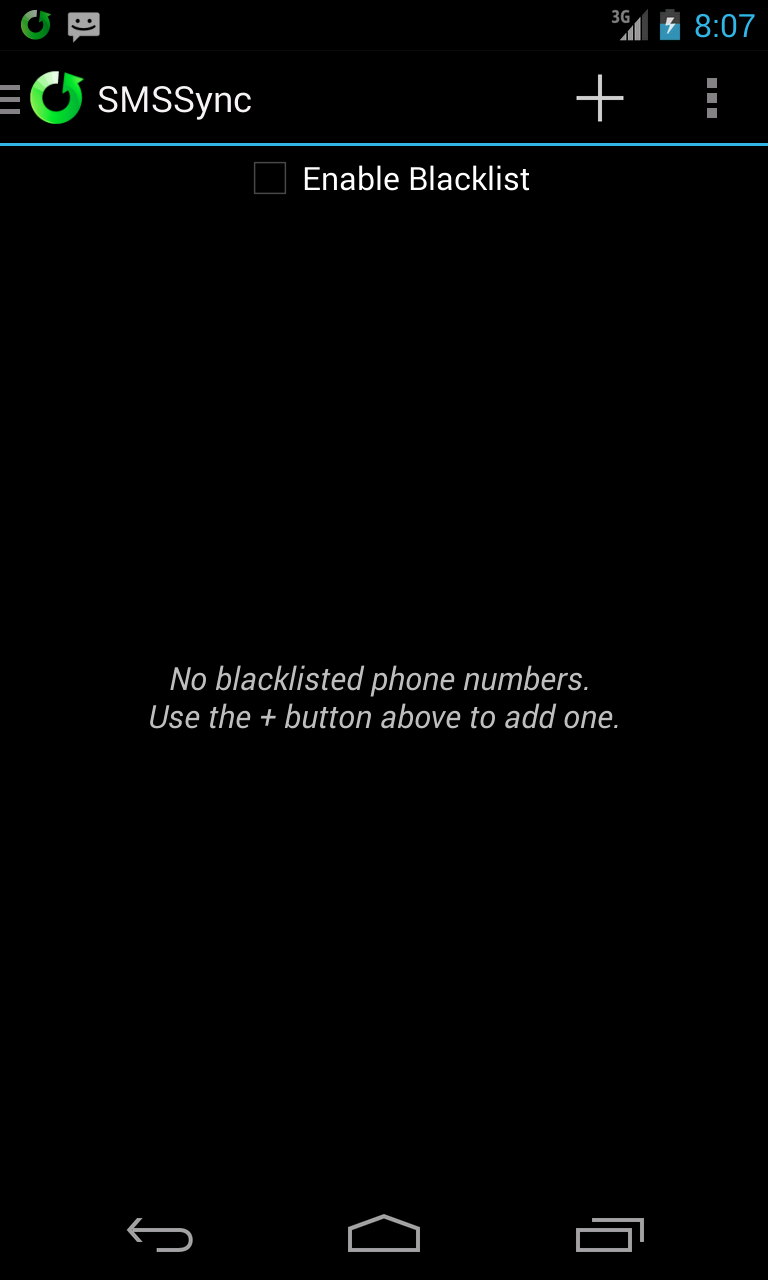 3G 8:07
SMSSync
Enable Blacklist
No blacklisted phone numbers.
Use the + button above to add one.